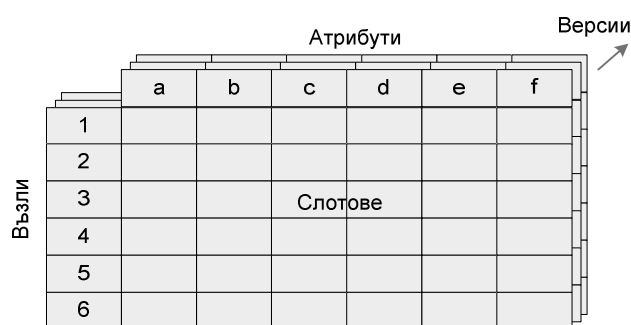 Версии
Атрибути
a b c d e f
1
2
Възли
3 Слотове
4
5
6